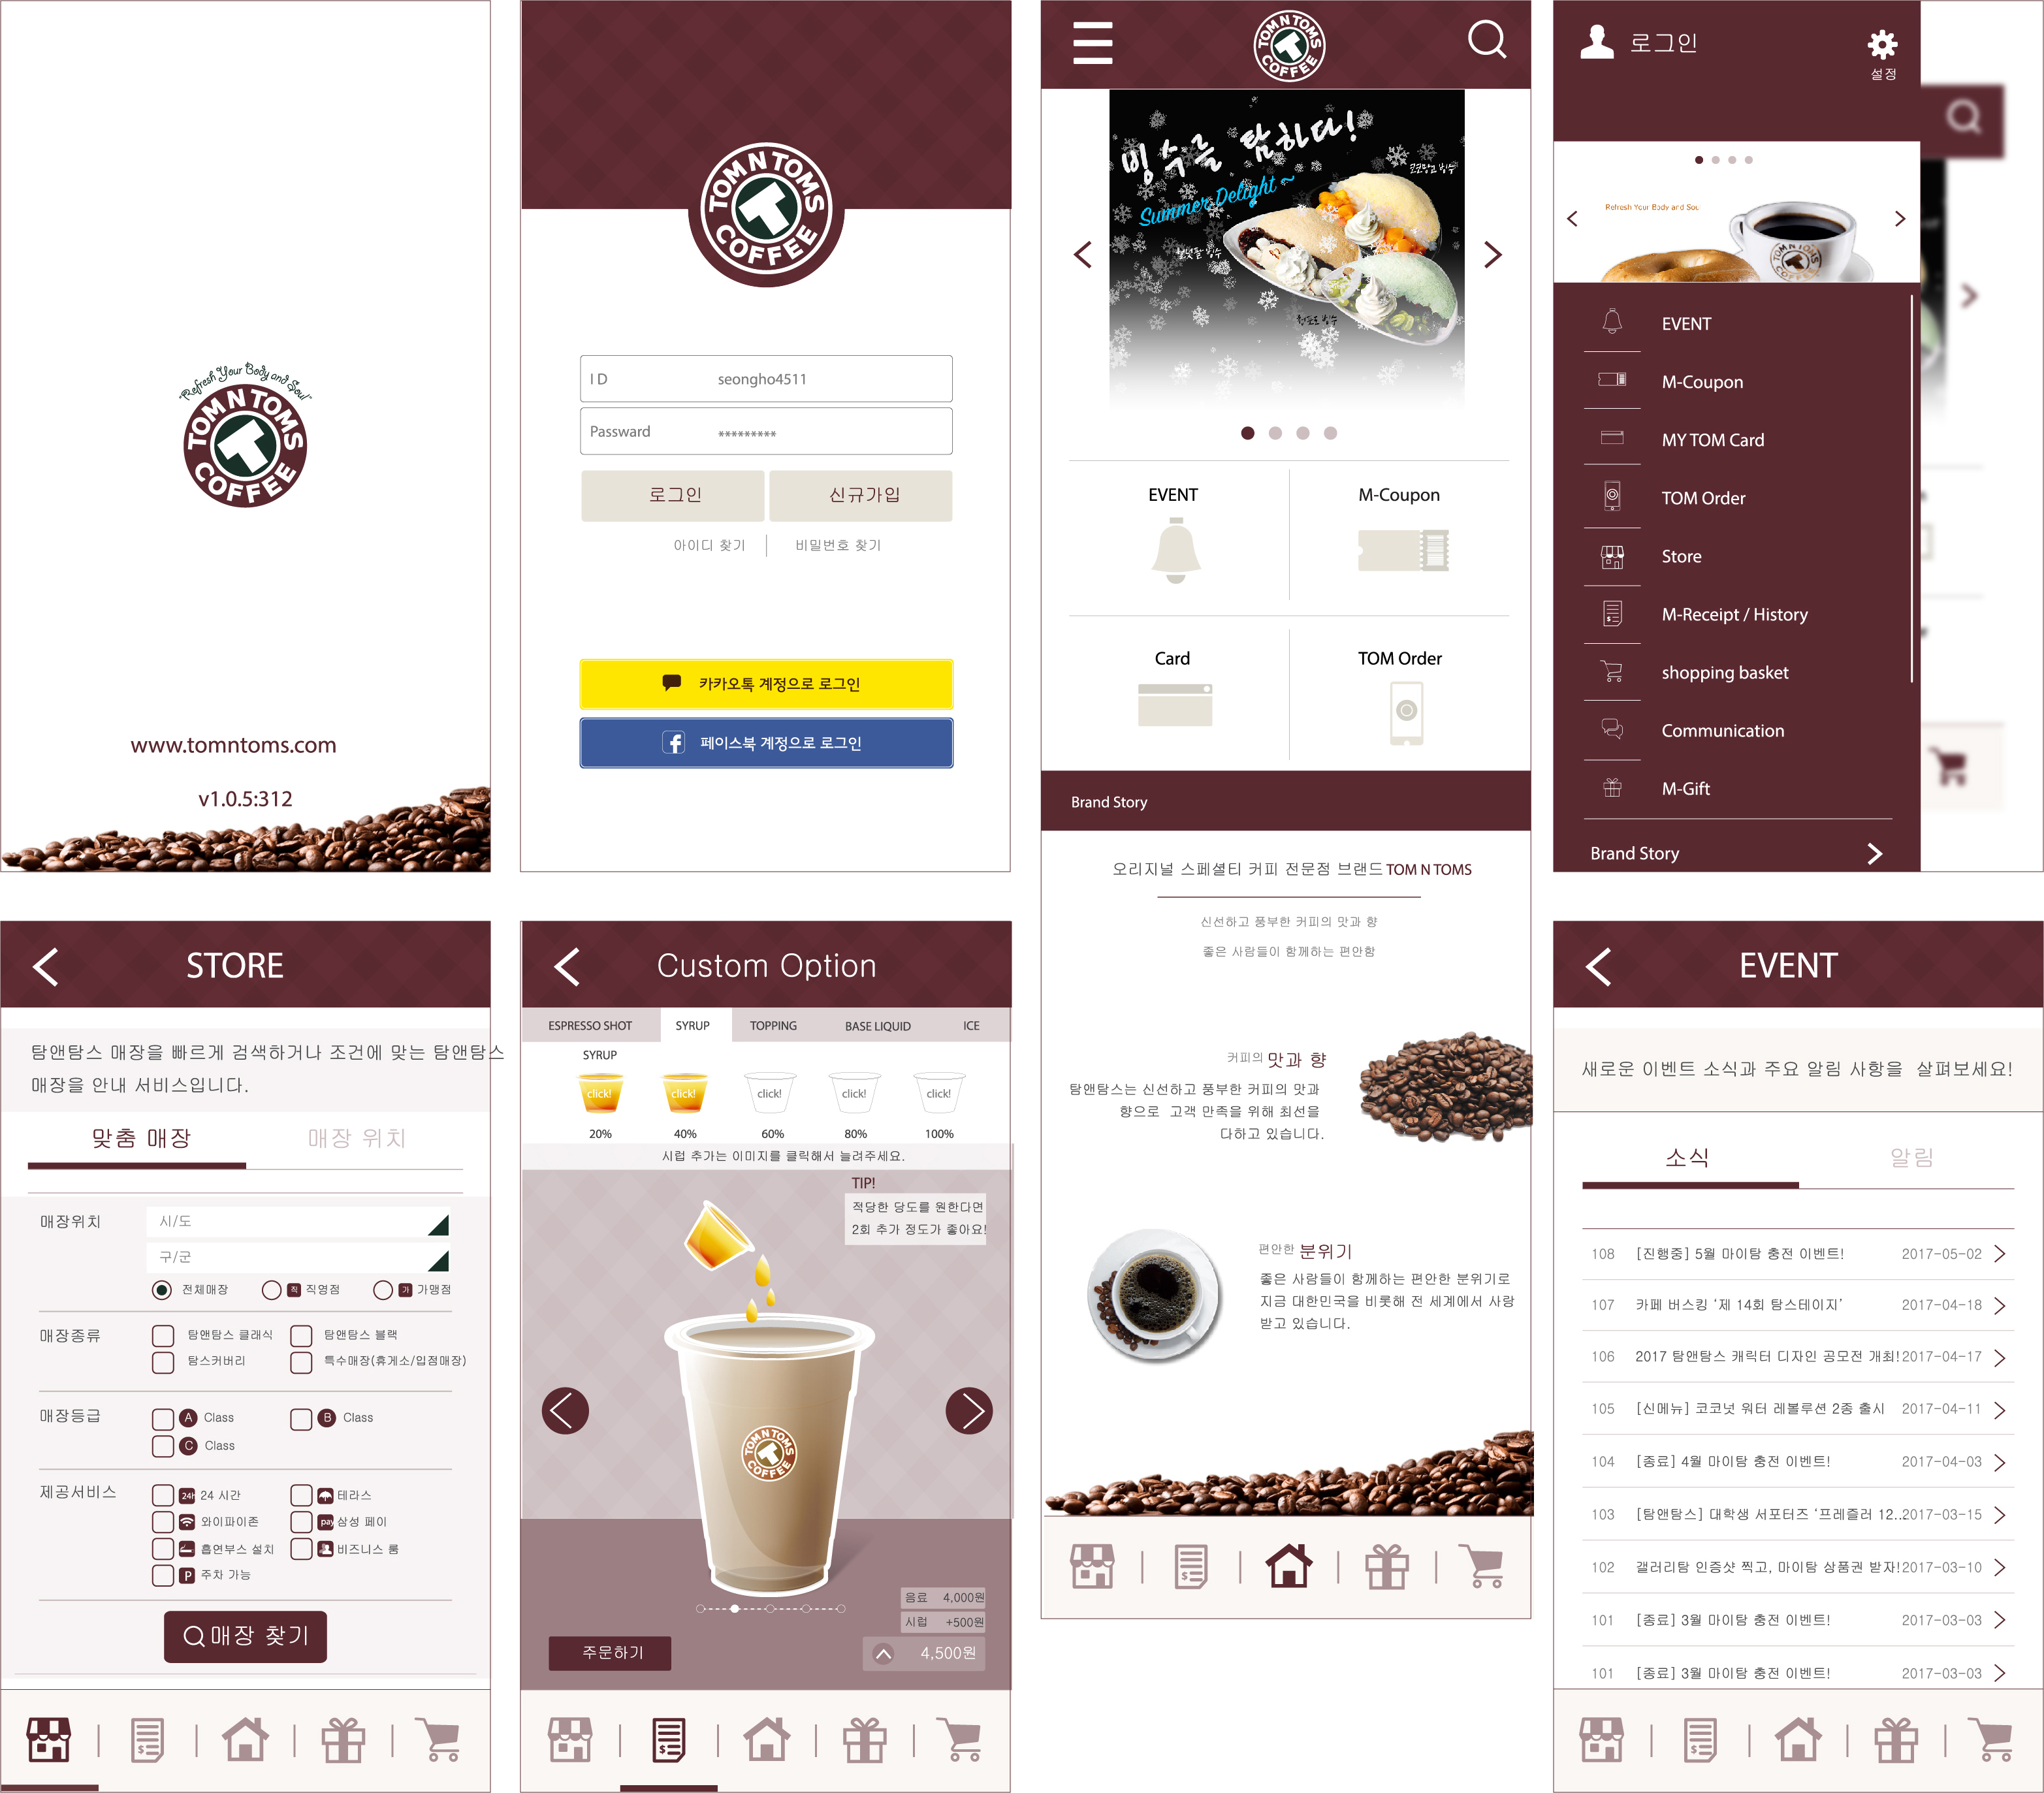 "Refresh Your Body and Soul"
TOM N TOMS
COFFEE
www.tomntoms.com
v1.0.5:312
TOM N TOMS
COFFEE
ID seongho4511
Passward *********
로그인 신규가입
아이디 찾기 비밀번호 찾기
카카오톡 계정으로 로그인
페이스북 계정으로 로그인
TOM N TOMS
COFFEE
빙수를 탐하다!
Summer Delight ~
EVENT M-Coupon
Card TOM Order
Brand Story
오리지널 스페셜티 커피 전문점 브랜드 TOM N TOMS
신선하고 풍부한 커피의 맛과 향
좋은 사람들이 함께하는 편안함
커피의 맛과 향
탐앤탐스는 신선하고 풍부한 커피의 맛과
향으로 고객 만족을 위해 최선을
다하고 있습니다.
편안한 분위기
좋은 사람들이 함께하는 편안한 분위기로
지금 대한민국을 비롯해 전 세계에서 사랑
받고 있습니다.
로그인
설정
Refresh Your Body and Soul
TOM N TOMS
COFFEE
EVENT
M-Coupon
MY TOM Card
TOM Order
Store
M-Receipt / History
shopping basket
Communication
M-Gift
Brand Story
STORE
탐앤탐스 매장을 빠르게 검색하거나 조건에 맞는 탐앤탐스
매장을 안내 서비스입니다.
맞춤 매장 매장 위치
매장위치 시/도
구/군
전체매장 직 직영점 가 가맹점
매장종류 탐앤탐스 클래식 탐앤탐스 블랙
탐스커버리 특수매장(휴게소/입점매장)
매장등급 A Class B Class
C Class
제공서비스 24H 24 시간 테라스
와이파이존 pay 삼성 페이
흡연부스 설치 비즈니스 룸
P 주차 가능
매장 찾기
Custom Option
ESPRESSO SHOT SYRUP TOPPING BASE LIQUID ICE
SYRUP
click! click! click! click! click!
20% 40% 60% 80% 100%
시럽 추가는 이미지를 클릭해서 늘려주세요.
TIP!
적당한 당도를 원한다면
2회 추가 정도가 좋아요!
TOM N TOMS
COFFEE
음료 4,000원
시럽 +500원
주문하기 4,500원
EVENT
새로운 이벤트 소식과 주요 알림 사항을 살펴보세요!
소식 알림
108 [진행중] 5월 마이탐 충전 이벤트! 2017-05-02
107 카페 버스킹 ‘제 14회 탐스테이지’ 2017-04-18
106 2017 탐앤탐스 캐릭터 디자인 공모전 개최! 2017-04-17
105 [신메뉴] 코코넛 워터 레볼루션 2종 출시 2017-04-11
104 [종료] 4월 마이탐 충전 이벤트! 2017-04-03
103 [탐앤탐스] 대학생 서포터즈 ‘프레즐러 12.. 2017-03-15
102 갤러리탐 인증샷 찍고, 마이탐 상품권 받자! 2017-03-10
101 [종료] 3월 마이탐 충전 이벤트! 2017-03-03
101 [종료] 3월 마이탐 충전 이벤트! 2017-03-03